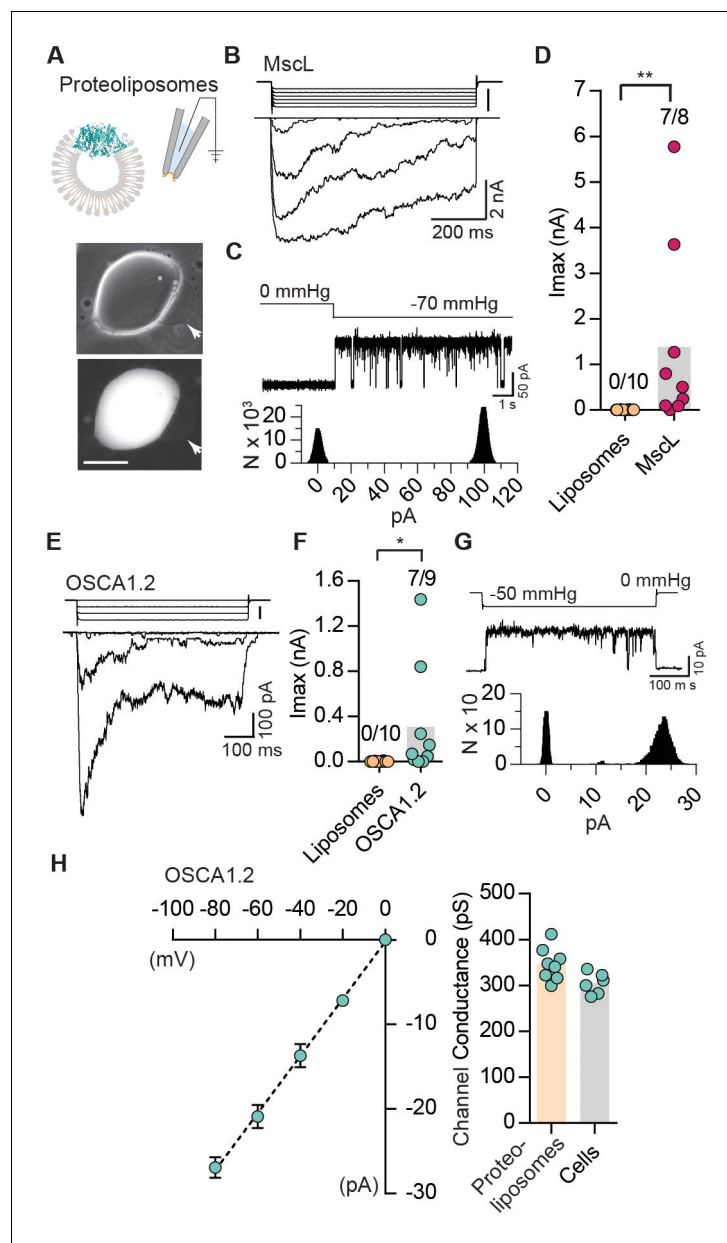 A
Proteoliposomes
B
MscL
2 nA
200 ms
C
0 mmHg
-70 mmHg
50 pA
1 s
N x 10³
20
10
0
0 20 40 60 80 100 120
pA
D
**
7/8
Imax (nA)
7
6
5
4
3
2
1
0
0/10
Liposomes
MscL
E
OSCA1.2
100 pA
100 ms
F
*
7/9
Imax (nA)
1.6
1.2
0.8
0.4
0.0
0/10
Liposomes
OSCA1.2
G
0 mmHg
-50 mmHg
10 pA
100 m s
N x 10
20
10
0
0 10 20 30
pA
H
OSCA1.2
-100 -80 -60 -40 -20 0
(mV)
0
-10
-20
-30
(pA)
Channel Conductance (pS)
500
400
300
200
100
0
Proteo-
liposomes
Cells